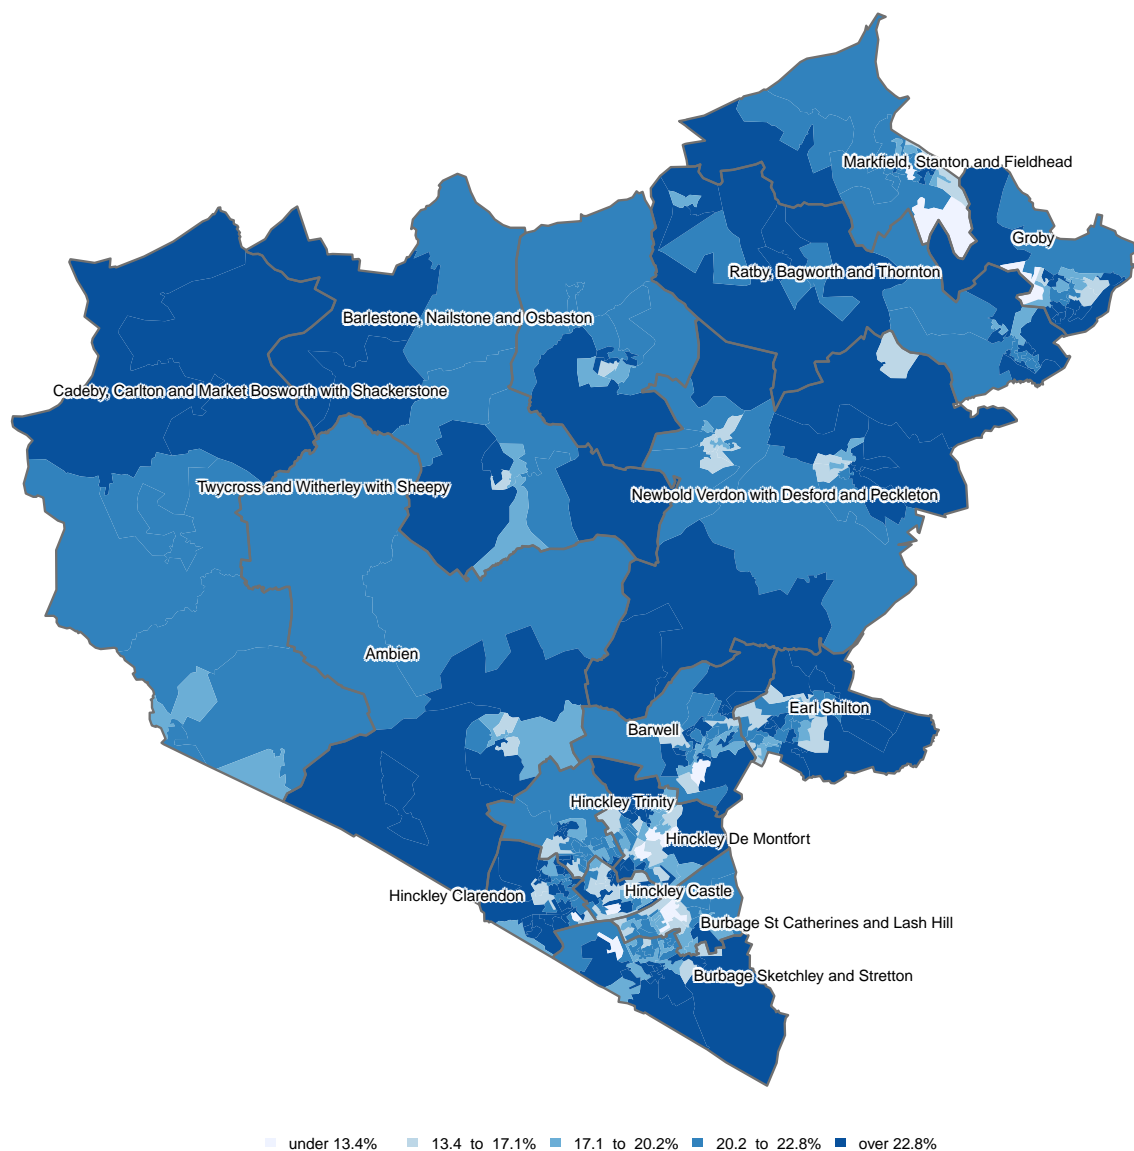 Markfield, Stanton and Fieldhead
Groby
Ratby, Bagworth and Thornton
Barlestone, Nailstone and Osbaston
Cadeby, Carlton and Market Bosworth with Shackerstone
Twycross and Witherley with Sheepy
Newbold Verdon with Desford and Peckleton
Ambien
Earl Shilton
Barwell
Hinckley Trinity
Hinckley De Montfort
Hinckley Castle
Hinckley Clarendon
Burbage St Catherines and Lash Hill
Burbage Sketchley and Stretton
under 13.4% 13.4 to 17.1% 17.1 to 20.2% 20.2 to 22.8% over 22.8%